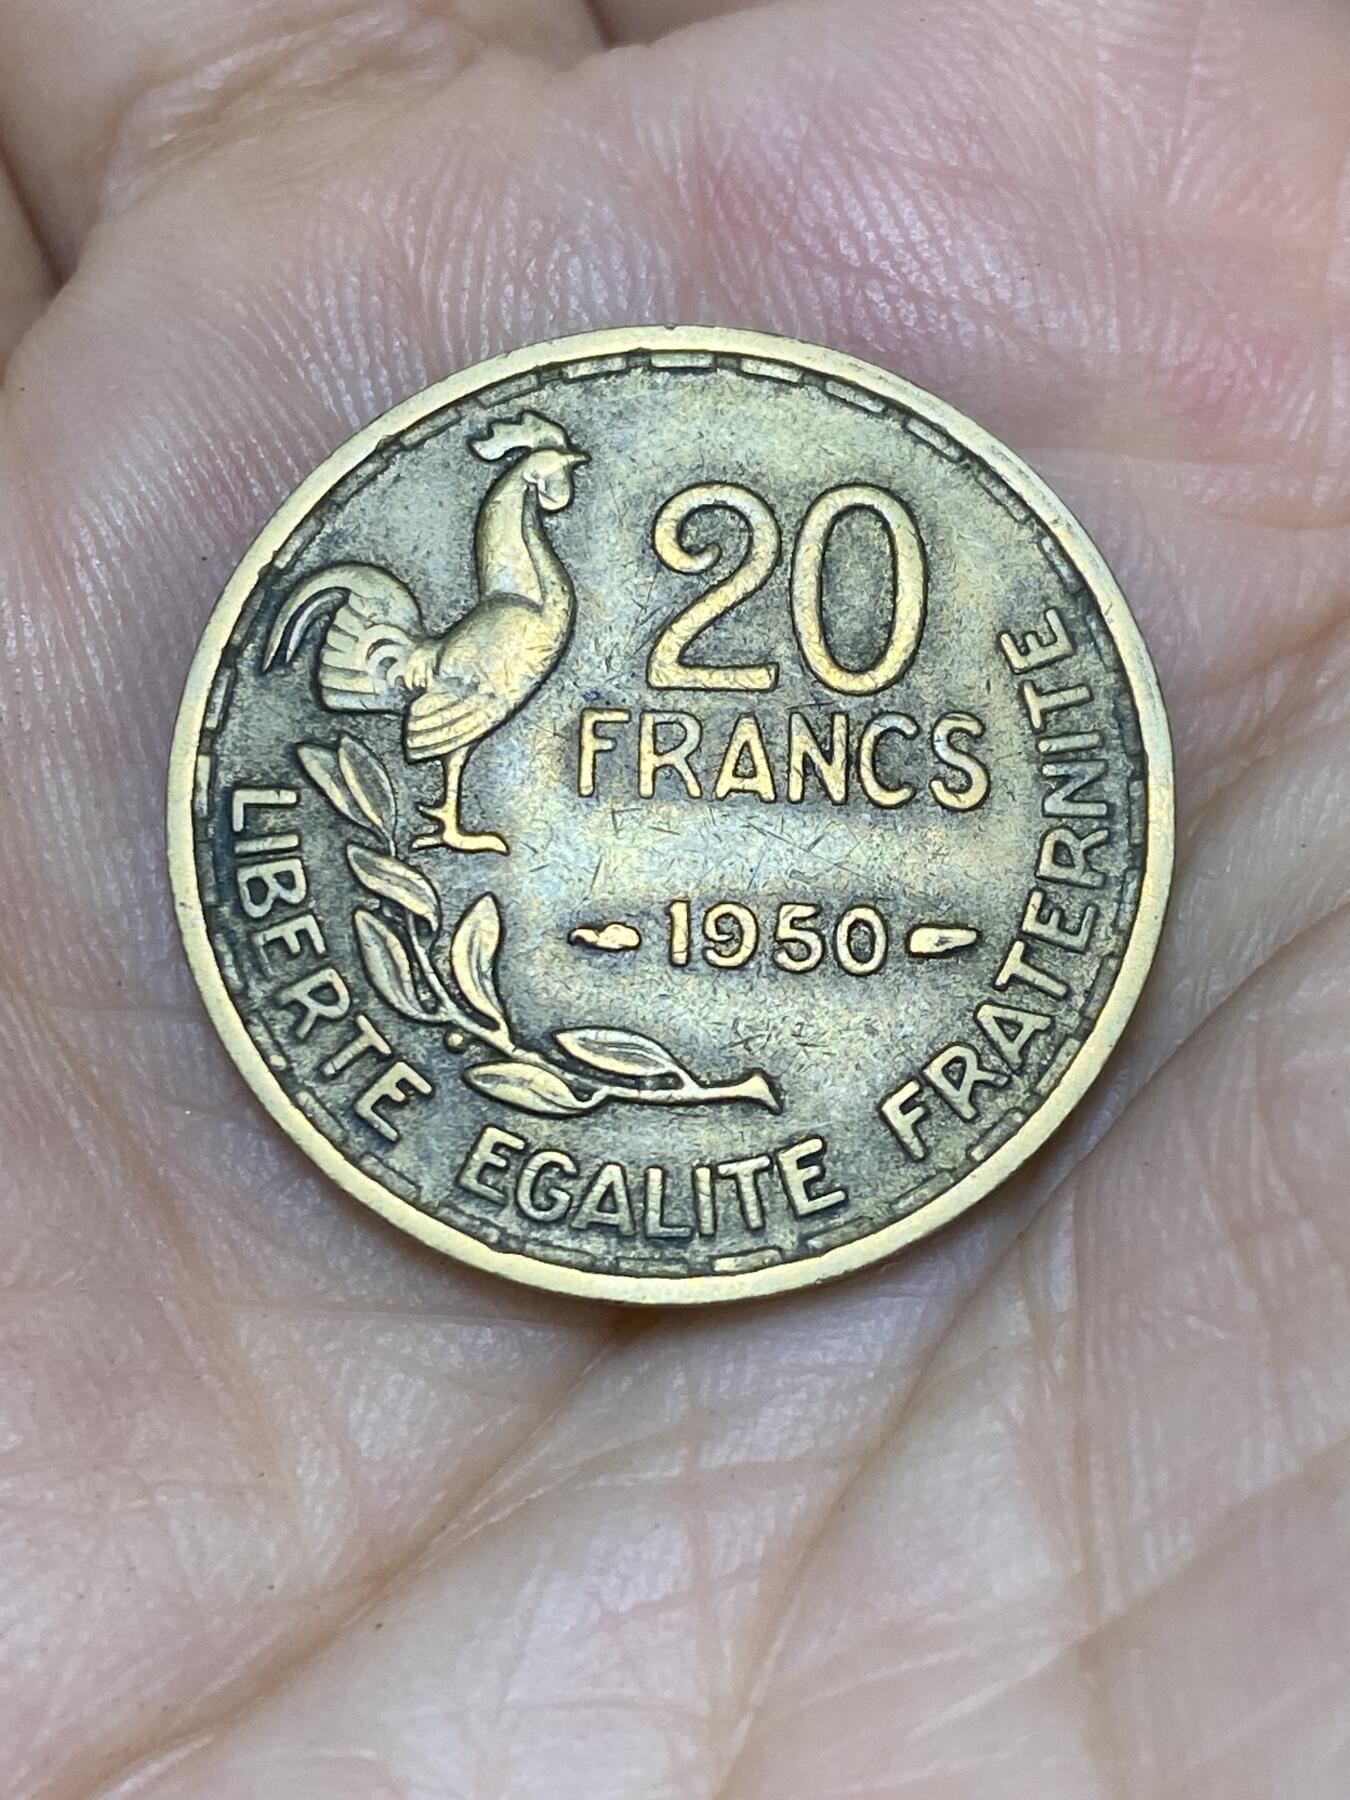 20
FRANCS
1950
LIBERTE EGALITE FRATERNITE